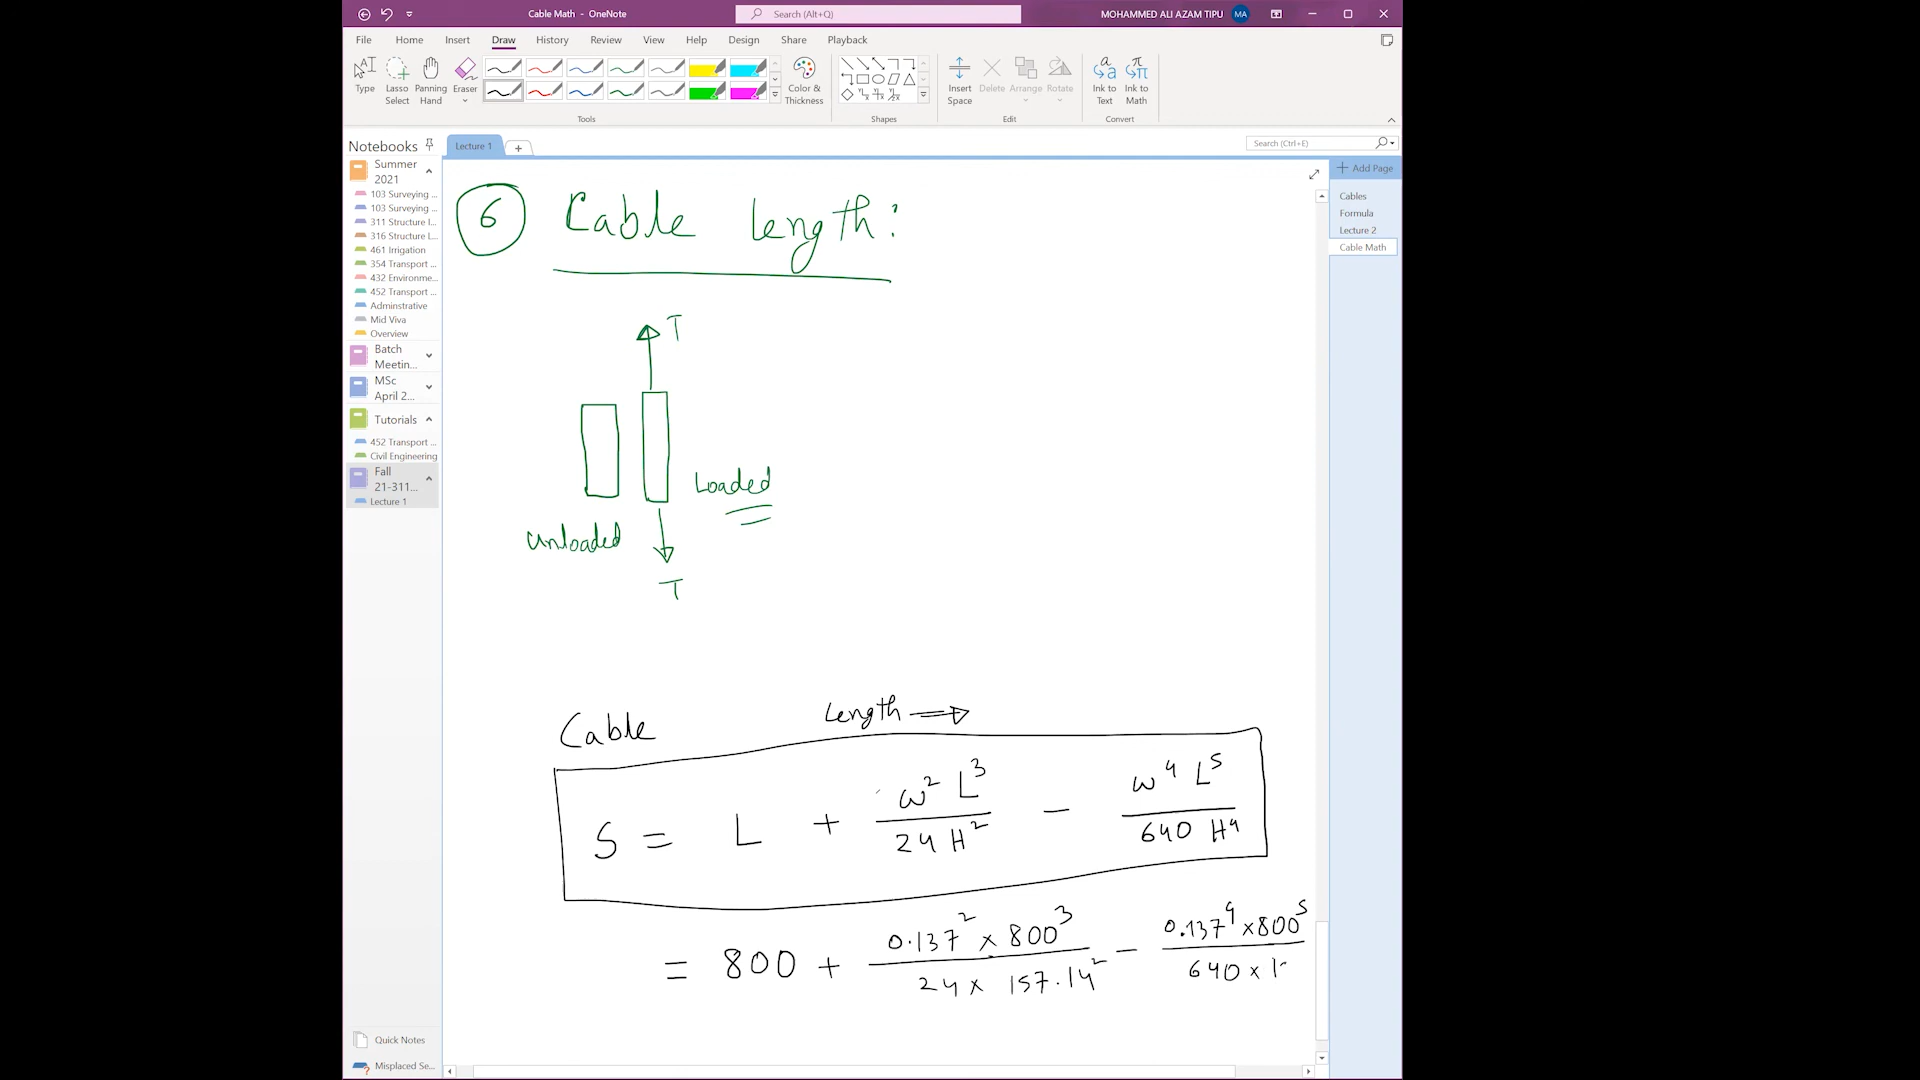 Cable Math - OneNote
Search (Alt+Q)
MOHAMMED ALI AZAM TIPU
MA
File Home Insert Draw History Review View Help Design Share Playback
Type
Lasso Select
Panning Hand
Eraser
Color & Thickness
Insert Space
Delete
Arrange
Rotate
Ink to Text
Ink to Math
Tools Shapes Edit Convert
Notebooks
Lecture 1
Search (Ctrl+E)
Summer 2021
103 Surveying ...
103 Surveying ...
311 Structure I...
316 Structure L...
461 Irrigation
354 Transport ...
432 Environme...
452 Transport ...
Adminstrative
Mid Viva
Overview
Batch Meetin...
MSc April 2...
Tutorials
452 Transport ...
Civil Engineering
Fall 21-311...
Lecture 1
Quick Notes
Misplaced Se...
Add Page
Cables
Formula
Lecture 2
Cable Math
6 Cable length:
T
Loaded
Unloaded
T
Cable Length ⇒
S = L + ω² L³ / 24 H² − ω⁴ L⁵ / 640 H⁴
= 800 + 0.137² × 800³ / 24 × 157.14² − 0.137⁴ × 800⁵ / 640 × 1